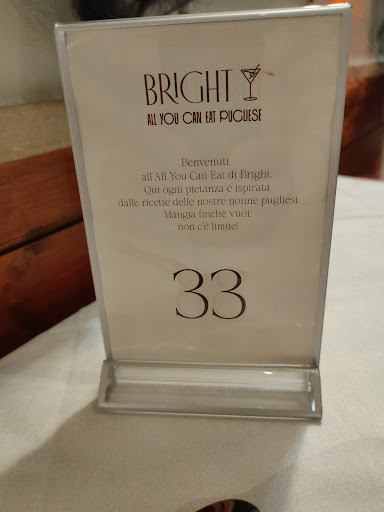 BRIGHT
ALL YOU CAN EAT PUGLIESE
Benvenuti
all'All You Can Eat di Bright.
Qui ogni pietanza è ispirata
dalle ricette delle nostre nonne pugliesi.
Mangia finché vuoi,
non c'è limite!
33